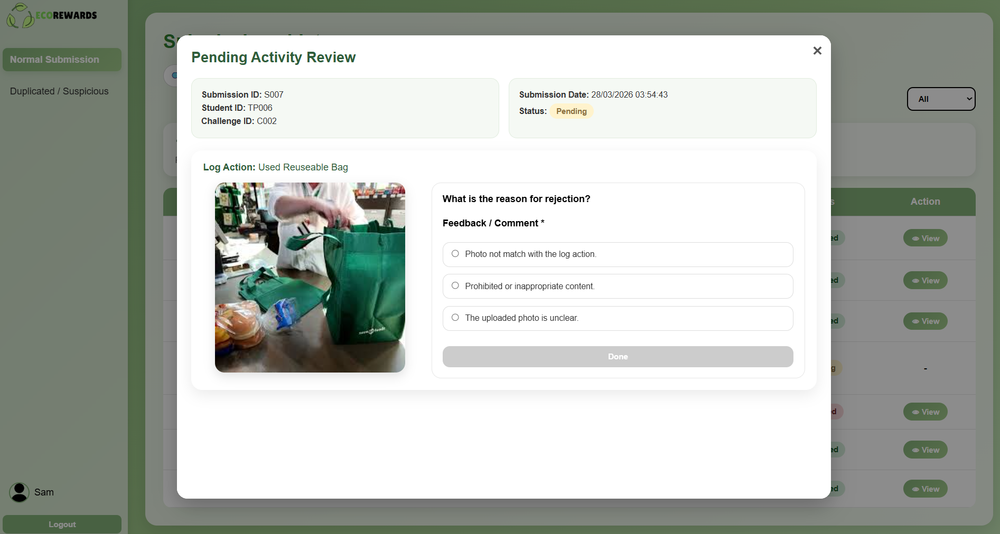 ECOREWARDS
Normal Submission
Duplicated / Suspicious
Sam
Logout
Pending Activity Review
Submission ID: S007
Student ID: TP006
Challenge ID: C002
Submission Date: 28/03/2026 03:54:43
Status: Pending
Log Action: Used Reuseable Bag
What is the reason for rejection?
Feedback / Comment *
Photo not match with the log action.
Prohibited or inappropriate content.
The uploaded photo is unclear.
Done
All
Action
View
View
View
-
View
View
View